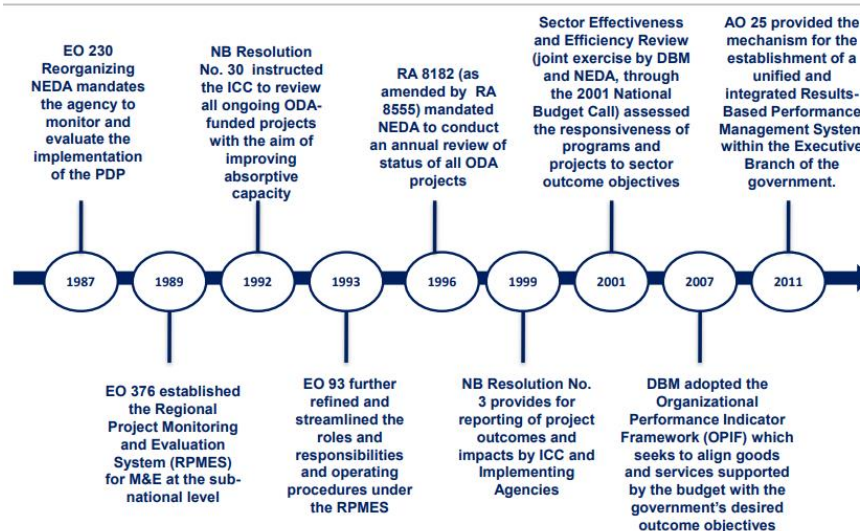 EO 230
Reorganizing
NEDA mandates
the agency to
monitor and
evaluate the
implementation
of the PDP
NB Resolution
No. 30 instructed
the ICC to review
all ongoing ODA-
funded projects
with the aim of
improving
absorptive
capacity
RA 8182 (as
amended by RA
8555) mandated
NEDA to conduct
an annual review of
status of all ODA
projects
Sector Effectiveness
and Efficiency Review
(joint exercise by DBM
and NEDA, through
the 2001 National
Budget Call) assessed
the responsiveness of
programs and
projects to sector
outcome objectives
AO 25 provided the
mechanism for the
establishment of a
unified and
integrated Results-
Based Performance
Management System
within the Executive
Branch of the
government.
1987
1989
1992
1993
1996
1999
2001
2007
2011
EO 376 established
the Regional
Project Monitoring
and Evaluation
System (RPMES)
for M&E at the sub-
national level
EO 93 further
refined and
streamlined the
roles and
responsibilities
and operating
procedures under
the RPMES
NB Resolution No.
3 provides for
reporting of project
outcomes and
impacts by ICC and
Implementing
Agencies
DBM adopted the
Organizational
Performance Indicator
Framework (OPIF) which
seeks to align goods
and services supported
by the budget with the
government's desired
outcome objectives